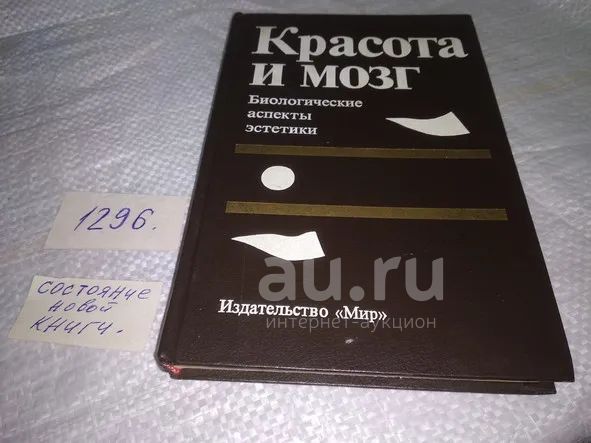 Красота
и мозг
Биологические
аспекты
эстетики
1296.
состояние
новой
книги.
au.ru
интернет-аукцион
Издательство «Мир»